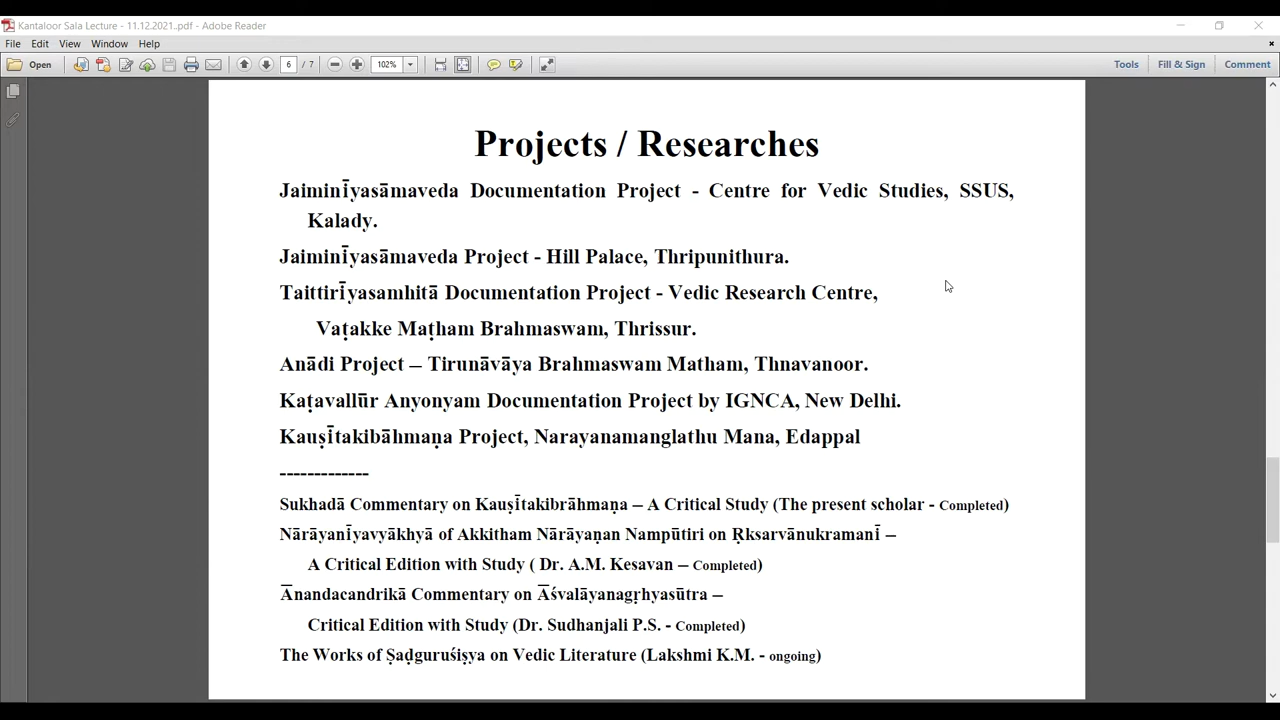 Kantaloor Sala Lecture - 11.12.2021..pdf - Adobe Reader
File Edit View Window Help
Open 6 / 7 102% Tools Fill & Sign Comment
Projects / Researches
Jaiminīyasāmaveda Documentation Project - Centre for Vedic Studies, SSUS,
Kalady.
Jaiminīyasāmaveda Project - Hill Palace, Thripunithura.
Taittirīyasamhitā Documentation Project - Vedic Research Centre,
Vaṭakke Maṭham Brahmaswam, Thrissur.
Anādi Project – Tirunāvāya Brahmaswam Matham, Thnavanoor.
Kaṭavallūr Anyonyam Documentation Project by IGNCA, New Delhi.
Kauṣītakibāhmaṇa Project, Narayanamanglathu Mana, Edappal
-------------
Sukhadā Commentary on Kauṣītakibrāhmaṇa – A Critical Study (The present scholar - Completed)
Nārāyanīyavyākhyā of Akkitham Nārāyaṇan Nampūtiri on Ṛksarvānukramanī –
A Critical Edition with Study ( Dr. A.M. Kesavan – Completed)
Ānandacandrikā Commentary on Āśvalāyanagṛhyasūtra –
Critical Edition with Study (Dr. Sudhanjali P.S. - Completed)
The Works of Ṣaḍguruśiṣya on Vedic Literature (Lakshmi K.M. - ongoing)